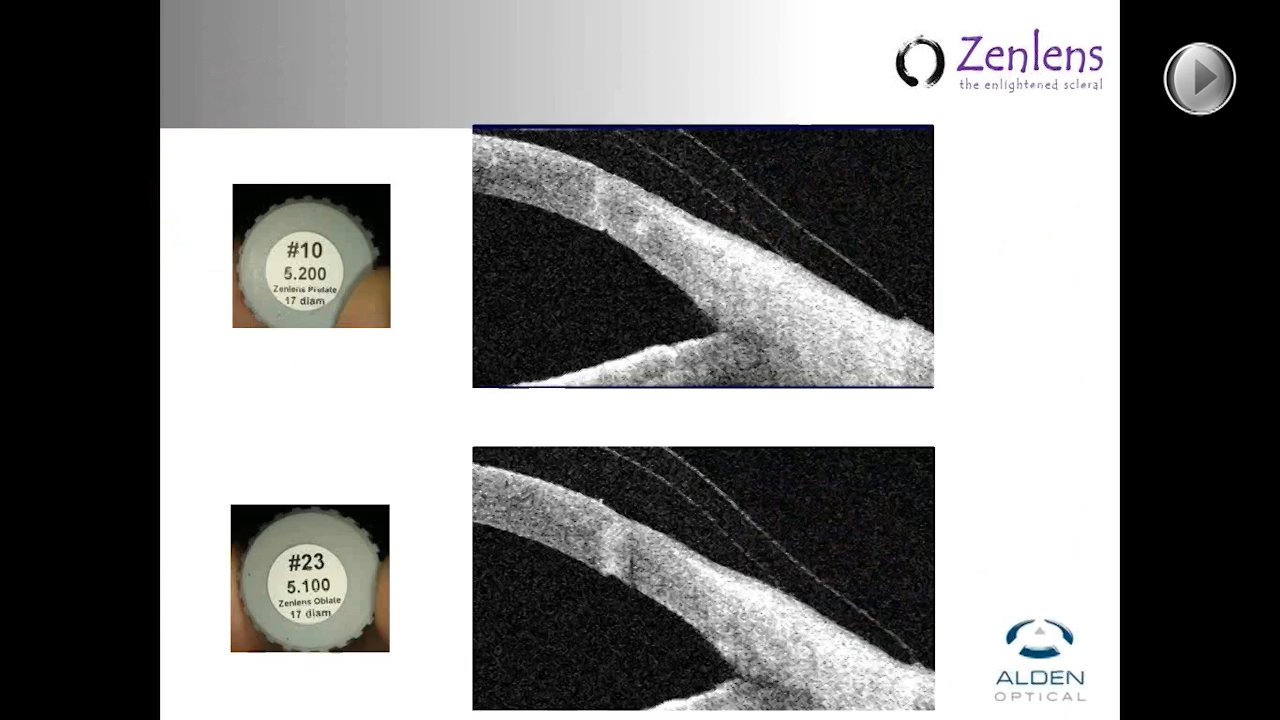 Zenlens
the enlightened scleral
#10
5.200
Zenlens Prolate
17 diam
#23
5.100
Zenlens Oblate
17 diam
ALDEN
OPTICAL